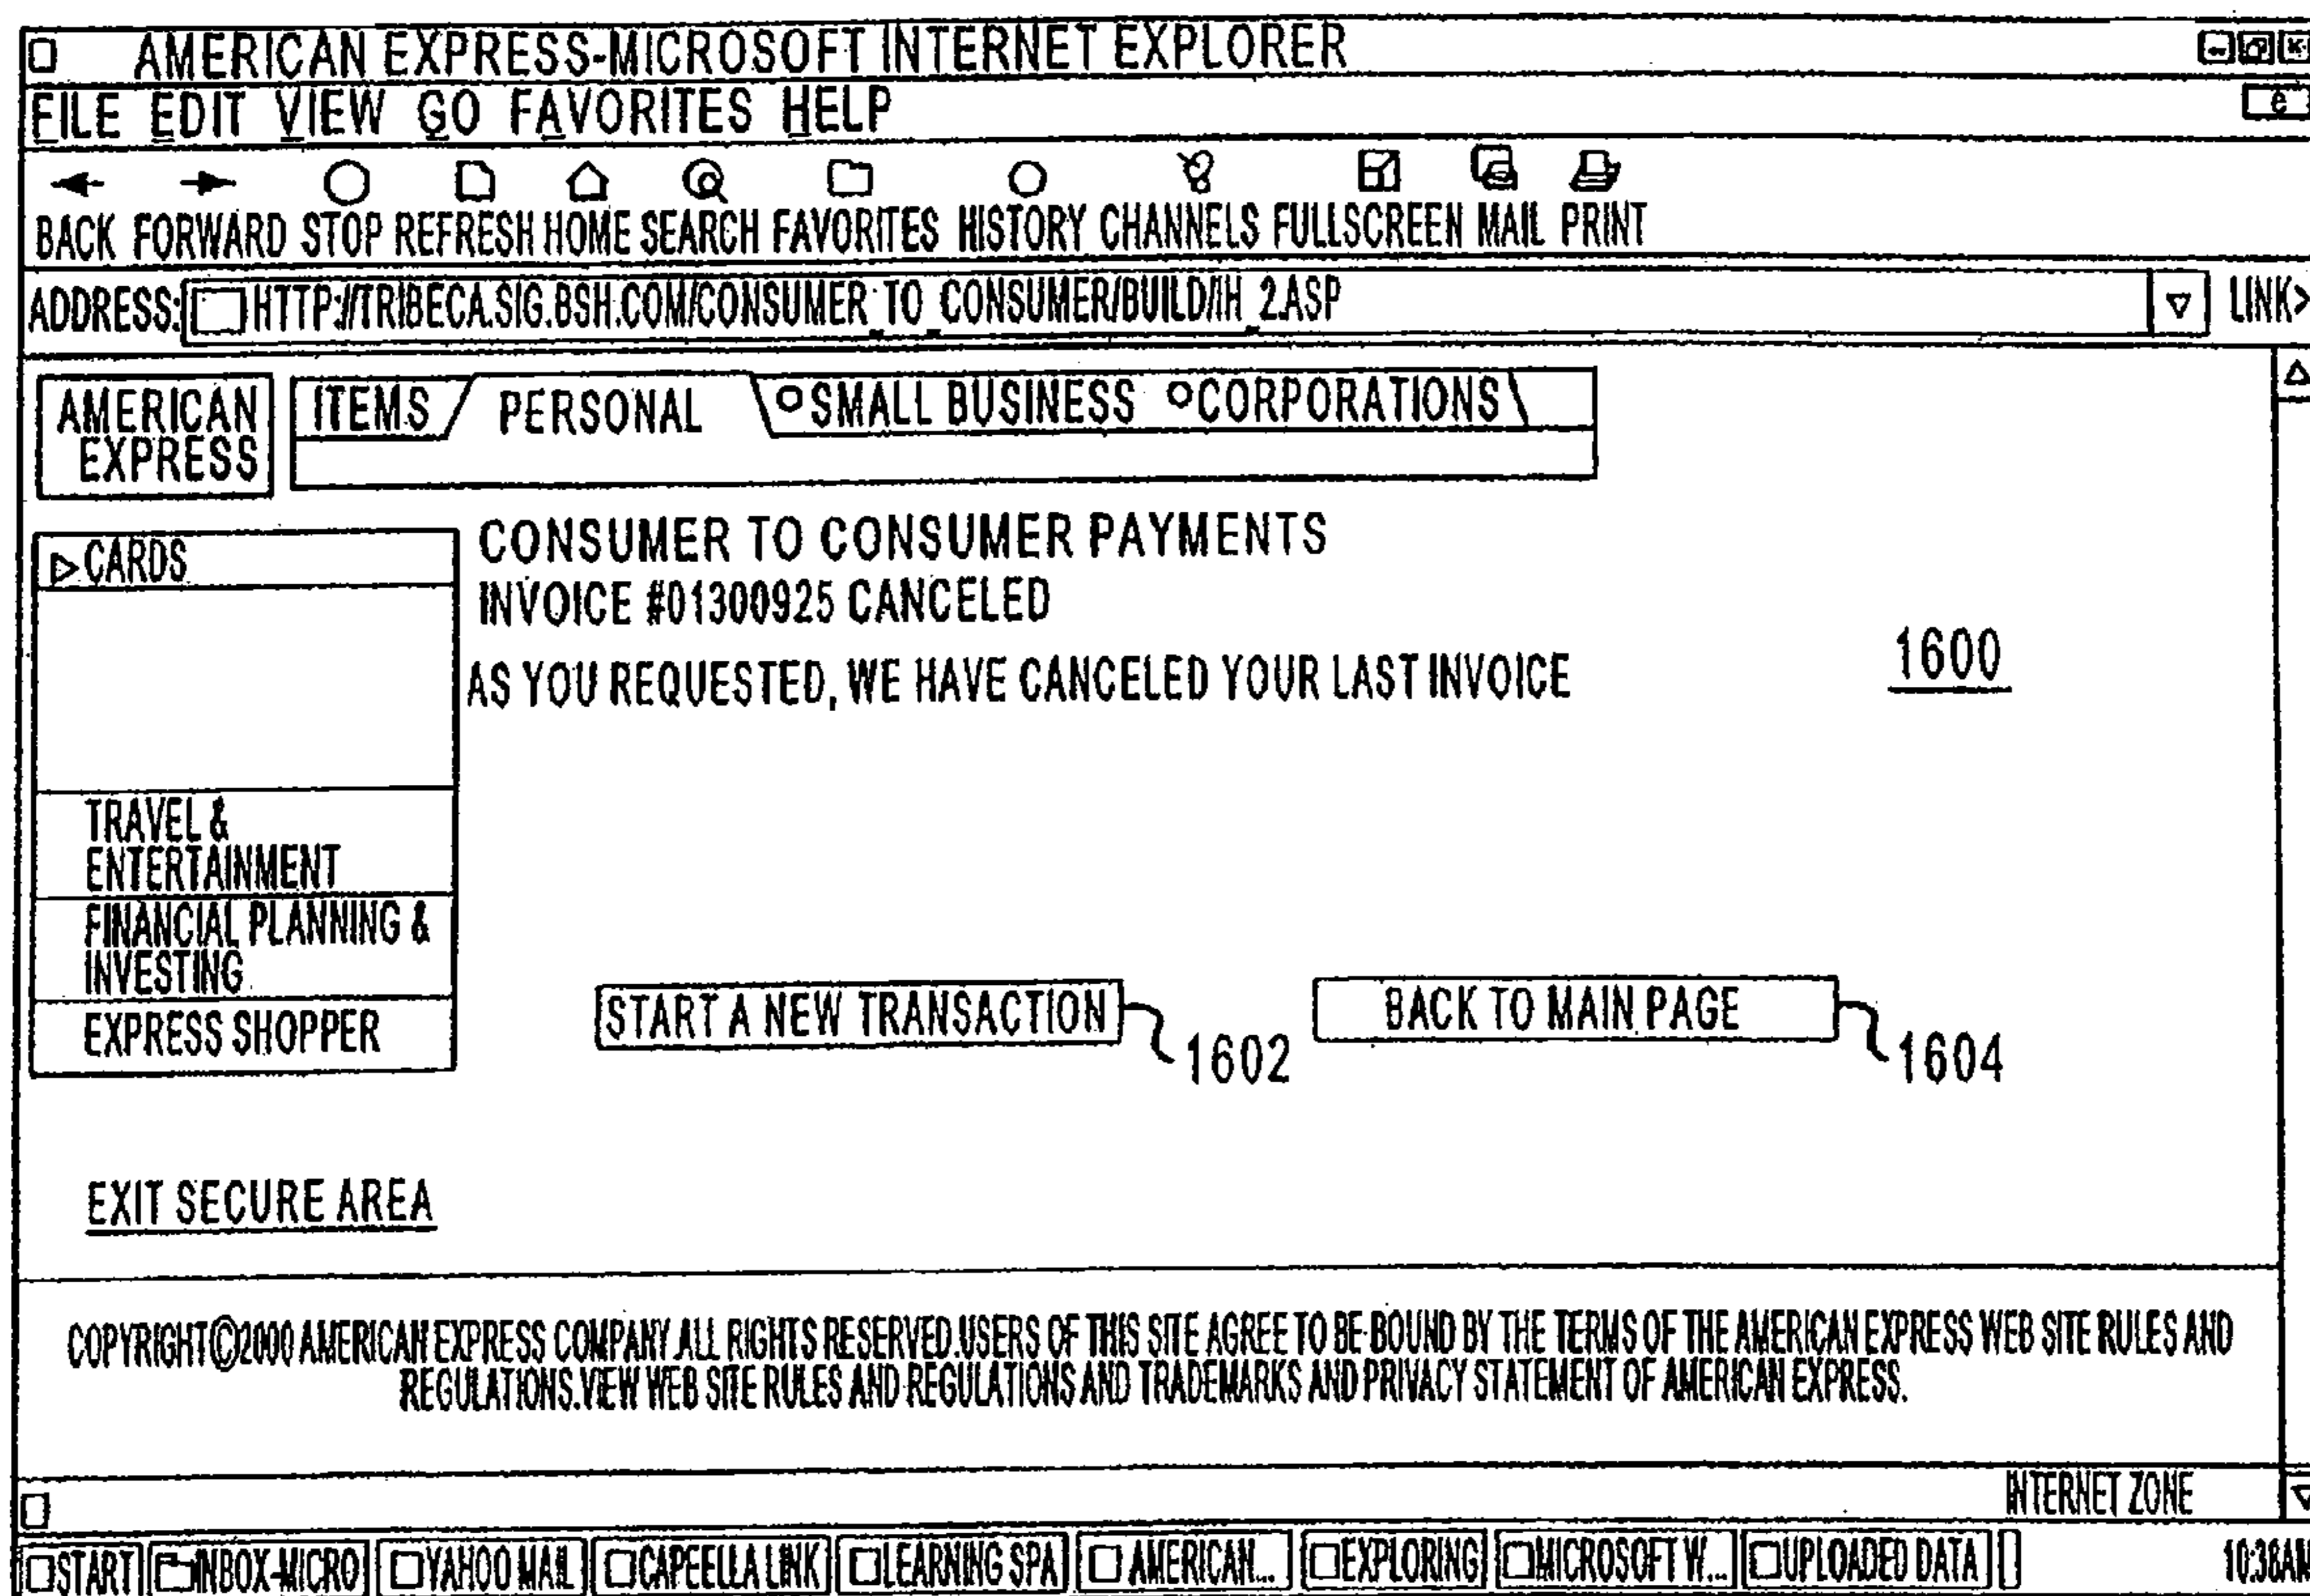 AMERICAN EXPRESS-MICROSOFT INTERNET EXPLORER
FILE EDIT VIEW GO FAVORITES HELP
e
BACK FORWARD STOP REFRESH HOME SEARCH FAVORITES HISTORY CHANNELS FULLSCREEN MAIL PRINT
ADDRESS: HTTP://TRIBECA.SIG.BSH.COM/CONSUMER_TO_CONSUMER/BUILD/IH_2.ASP LINK>
AMERICAN EXPRESS
ITEMS PERSONAL SMALL BUSINESS CORPORATIONS
CARDS
TRAVEL &
ENTERTAINMENT
FINANCIAL PLANNING &
INVESTING
EXPRESS SHOPPER
EXIT SECURE AREA
CONSUMER TO CONSUMER PAYMENTS
INVOICE #01300925 CANCELED
AS YOU REQUESTED, WE HAVE CANCELED YOUR LAST INVOICE
1600
START A NEW TRANSACTION 1602
BACK TO MAIN PAGE 1604
COPYRIGHT©2000 AMERICAN EXPRESS COMPANY.ALL RIGHTS RESERVED.USERS OF THIS SITE AGREE TO BE BOUND BY THE TERMS OF THE AMERICAN EXPRESS WEB SITE RULES AND
REGULATIONS.VIEW WEB SITE RULES AND REGULATIONS AND TRADEMARKS AND PRIVACY STATEMENT OF AMERICAN EXPRESS.
INTERNET ZONE
START INBOX-MICRO YAHOO MAIL CAPEELLA LINK LEARNING SPA AMERICAN... EXPLORING MICROSOFT W... UPLOADED DATA 10:38AM